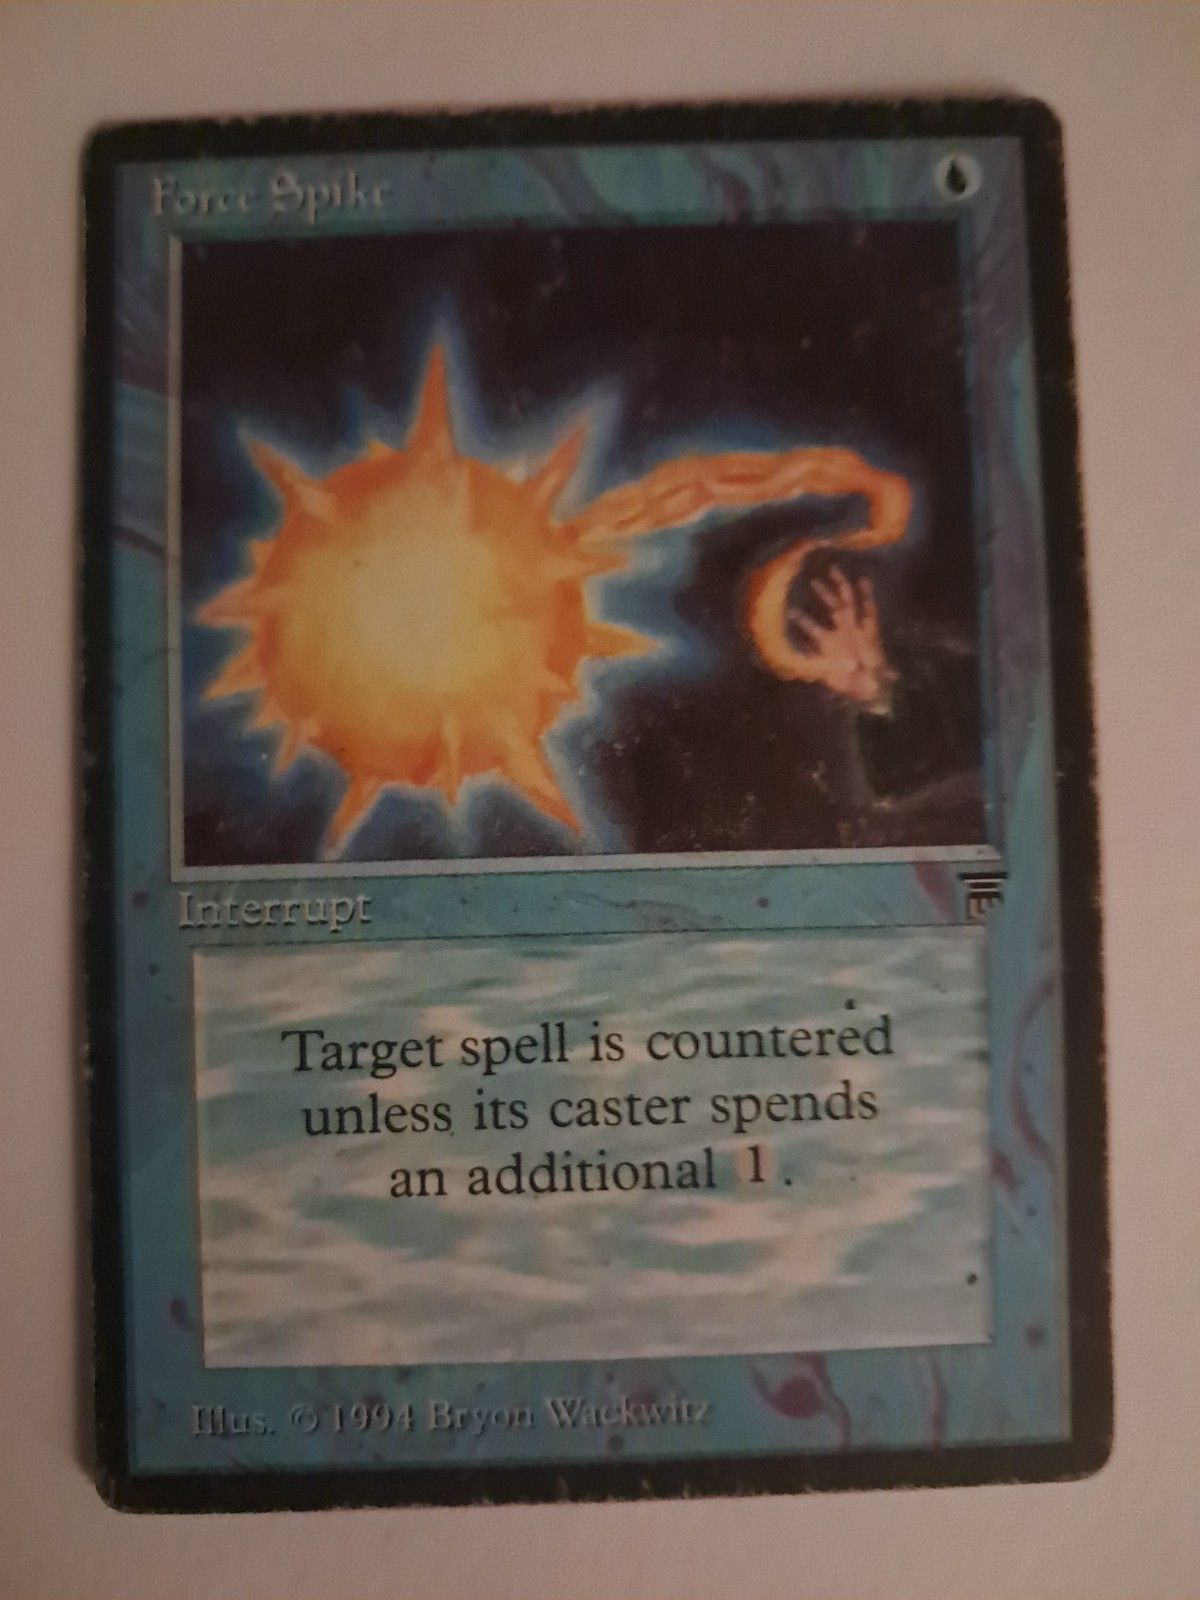 Force Spike
Interrupt
Target spell is countered
unless its caster spends
an additional 1.
Illus. © 1994 Bryon Wackwitz